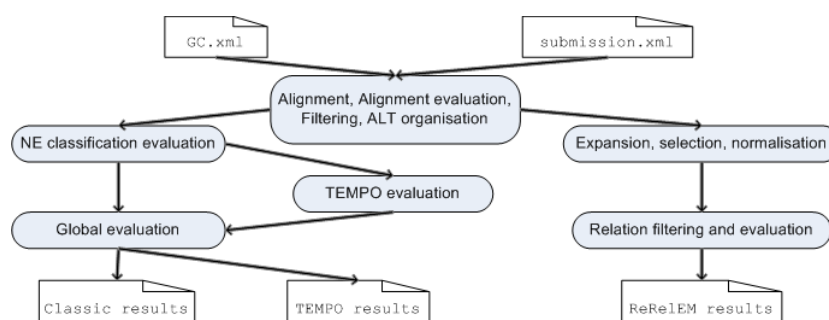 GC.xml
submission.xml
Alignment, Alignment evaluation,
Filtering, ALT organisation
NE classification evaluation
Expansion, selection, normalisation
TEMPO evaluation
Global evaluation
Relation filtering and evaluation
Classic results
TEMPO results
ReRelEM results